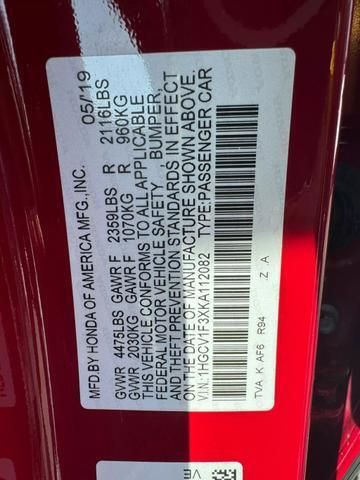 MFD.BY HONDA OF AMERICA MFG.,INC. 05/19
GVWR 4475LBS GAWR F 2359LBS R 2116LBS
GVWR 2030KG GAWR F 1070KG R 960KG
THIS VEHICLE CONFORMS TO ALL APPLICABLE
FEDERAL MOTOR VEHICLE SAFETY, BUMPER,
AND THEFT PREVENTION STANDARDS IN EFFECT
ON THE DATE OF MANUFACTURE SHOWN ABOVE.
V.I.N:1HGCV1F3XKA112082 TYPE:PASSENGER CAR
TVA K AF6 R94 Z A